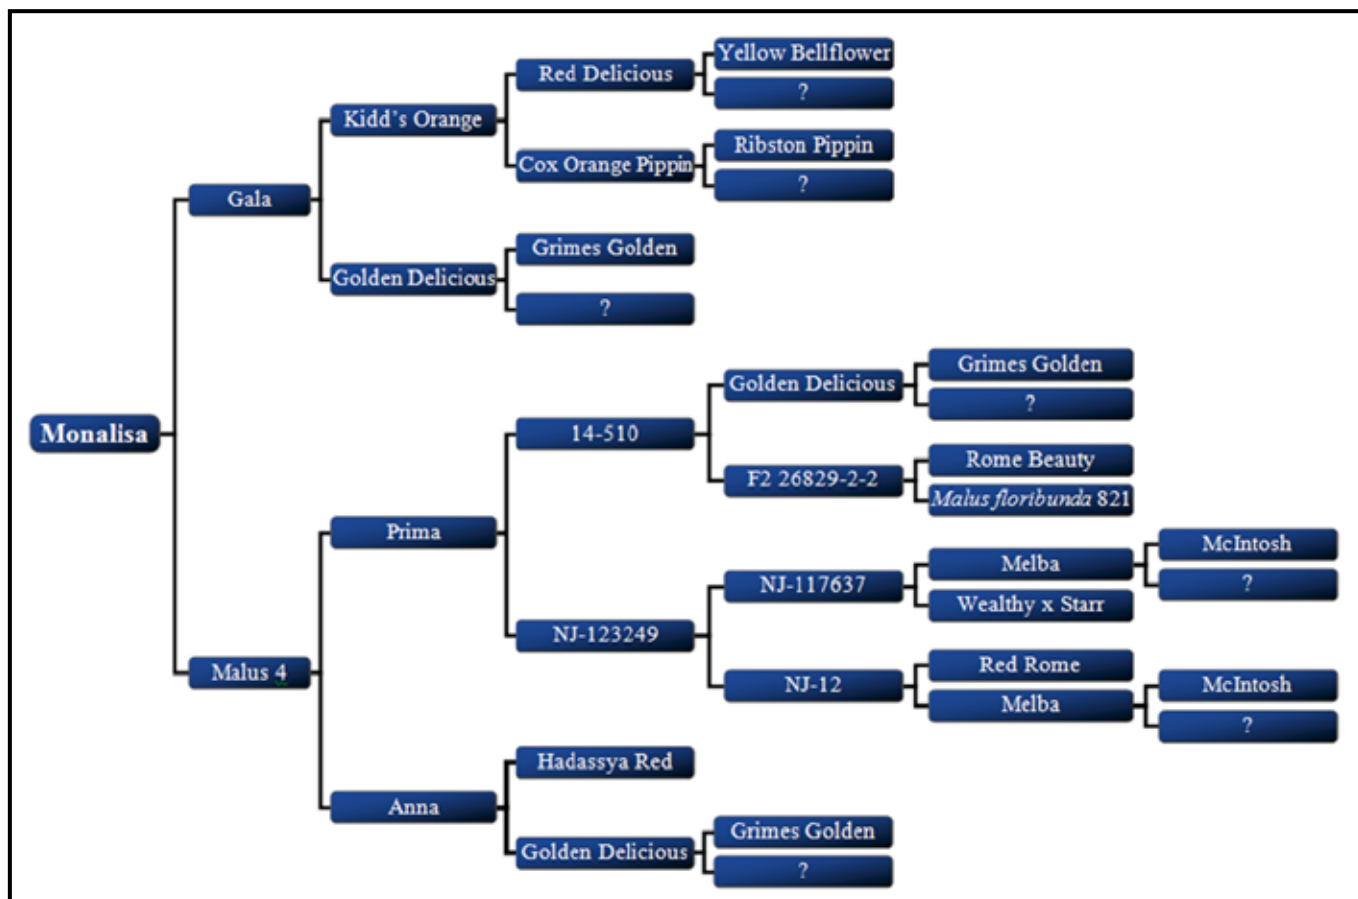 Yellow Bellflower
Red Delicious
?
Kidd's Orange
Ribston Pippin
Cox Orange Pippin
?
Gala
Grimes Golden
Golden Delicious
?
Grimes Golden
Golden Delicious
?
Monalisa
14-510
Rome Beauty
F2 26829-2-2
Malus floribunda 821
Prima
McIntosh
Melba
?
NJ-117637
Wealthy x Starr
NJ-123249
Red Rome
Malus 4
NJ-12
McIntosh
Melba
?
Hadassya Red
Anna
Grimes Golden
Golden Delicious
?